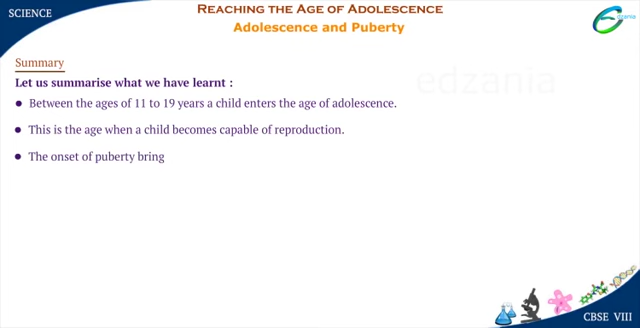 SCIENCE
REACHING THE AGE OF ADOLESCENCE
Adolescence and Puberty
Edzania
Summary
edzania
Let us summarise what we have learnt :
● Between the ages of 11 to 19 years a child enters the age of adolescence.
● This is the age when a child becomes capable of reproduction.
● The onset of puberty bring
CBSE VIII